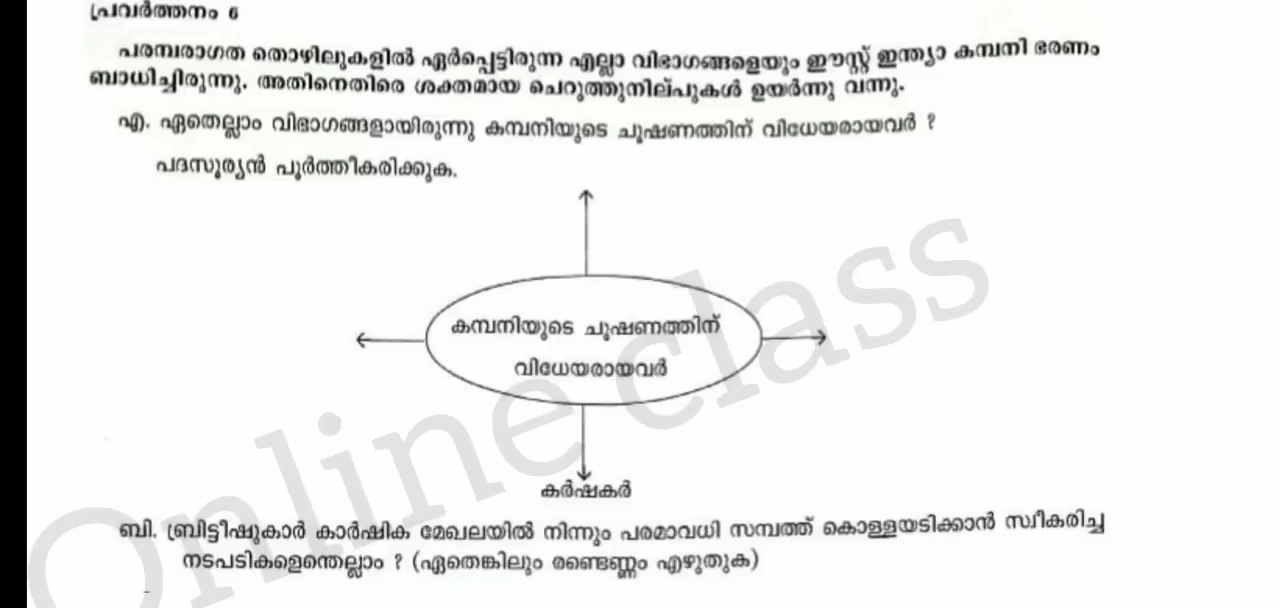 പ്രവർത്തനം 6
പരമ്പരാഗത തൊഴിലുകളിൽ ഏർപ്പെട്ടിരുന്ന എല്ലാ വിഭാഗങ്ങളെയും ഈസ്റ്റ് ഇന്ത്യാ കമ്പനി ഭരണം
ബാധിച്ചിരുന്നു. അതിനെതിരെ ശക്തമായ ചെറുത്തുനില്പുകൾ ഉയർന്നു വന്നു.
എ. ഏതെല്ലാം വിഭാഗങ്ങളായിരുന്നു കമ്പനിയുടെ ചൂഷണത്തിന് വിധേയരായവർ ?
പദസൂര്യൻ പൂർത്തീകരിക്കുക.
കമ്പനിയുടെ ചൂഷണത്തിന്
വിധേയരായവർ
കർഷകർ
ബി. ബ്രിട്ടീഷുകാർ കാർഷിക മേഖലയിൽ നിന്നും പരമാവധി സമ്പത്ത് കൊള്ളയടിക്കാൻ സ്വീകരിച്ച
നടപടികളെന്തെല്ലാം ? (ഏതെങ്കിലും രണ്ടെണ്ണം എഴുതുക)
Online class